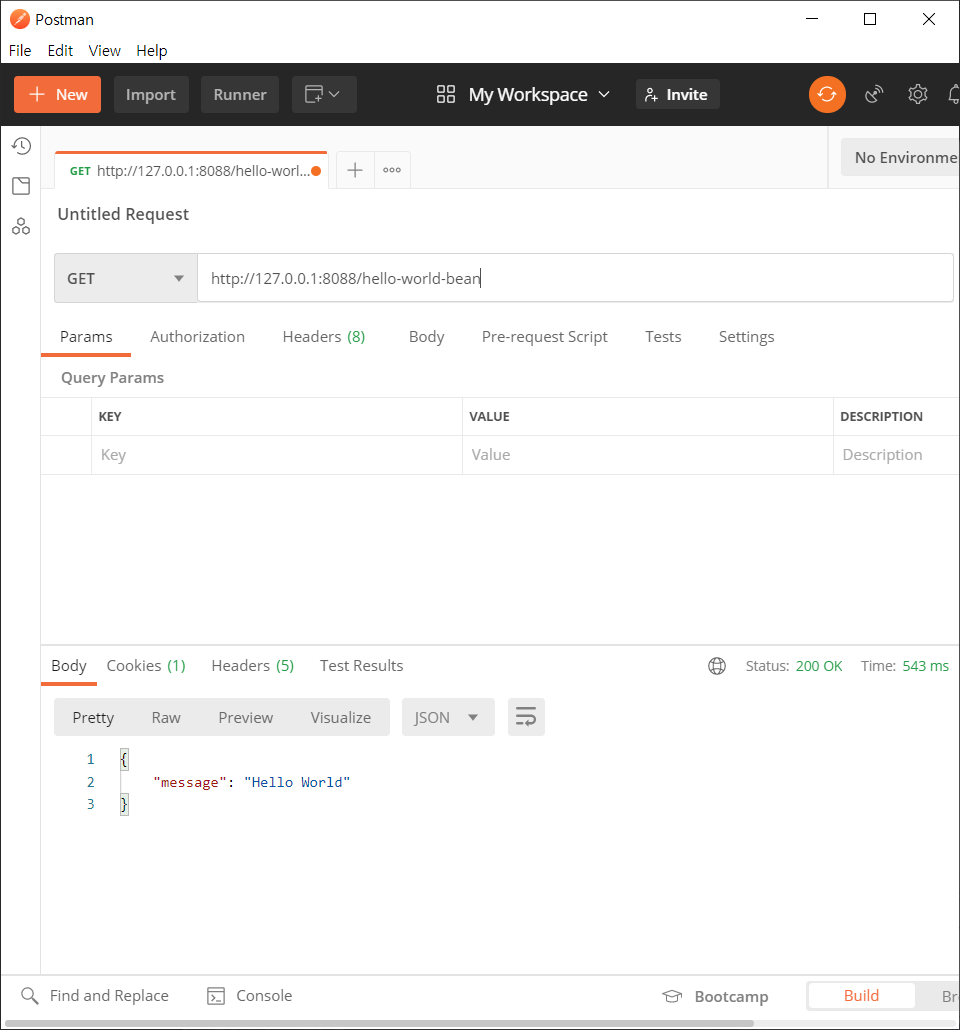 Postman
File Edit View Help
New Import Runner My Workspace Invite
GET http://127.0.0.1:8088/hello-worl... No Environme
Untitled Request
GET http://127.0.0.1:8088/hello-world-bean
Params Authorization Headers (8) Body Pre-request Script Tests Settings
Query Params
KEY VALUE DESCRIPTION
Key Value Description
Body Cookies (1) Headers (5) Test Results Status: 200 OK Time: 543 ms
Pretty Raw Preview Visualize JSON
1 {
2 "message": "Hello World"
3 }
Find and Replace Console Bootcamp Build Br